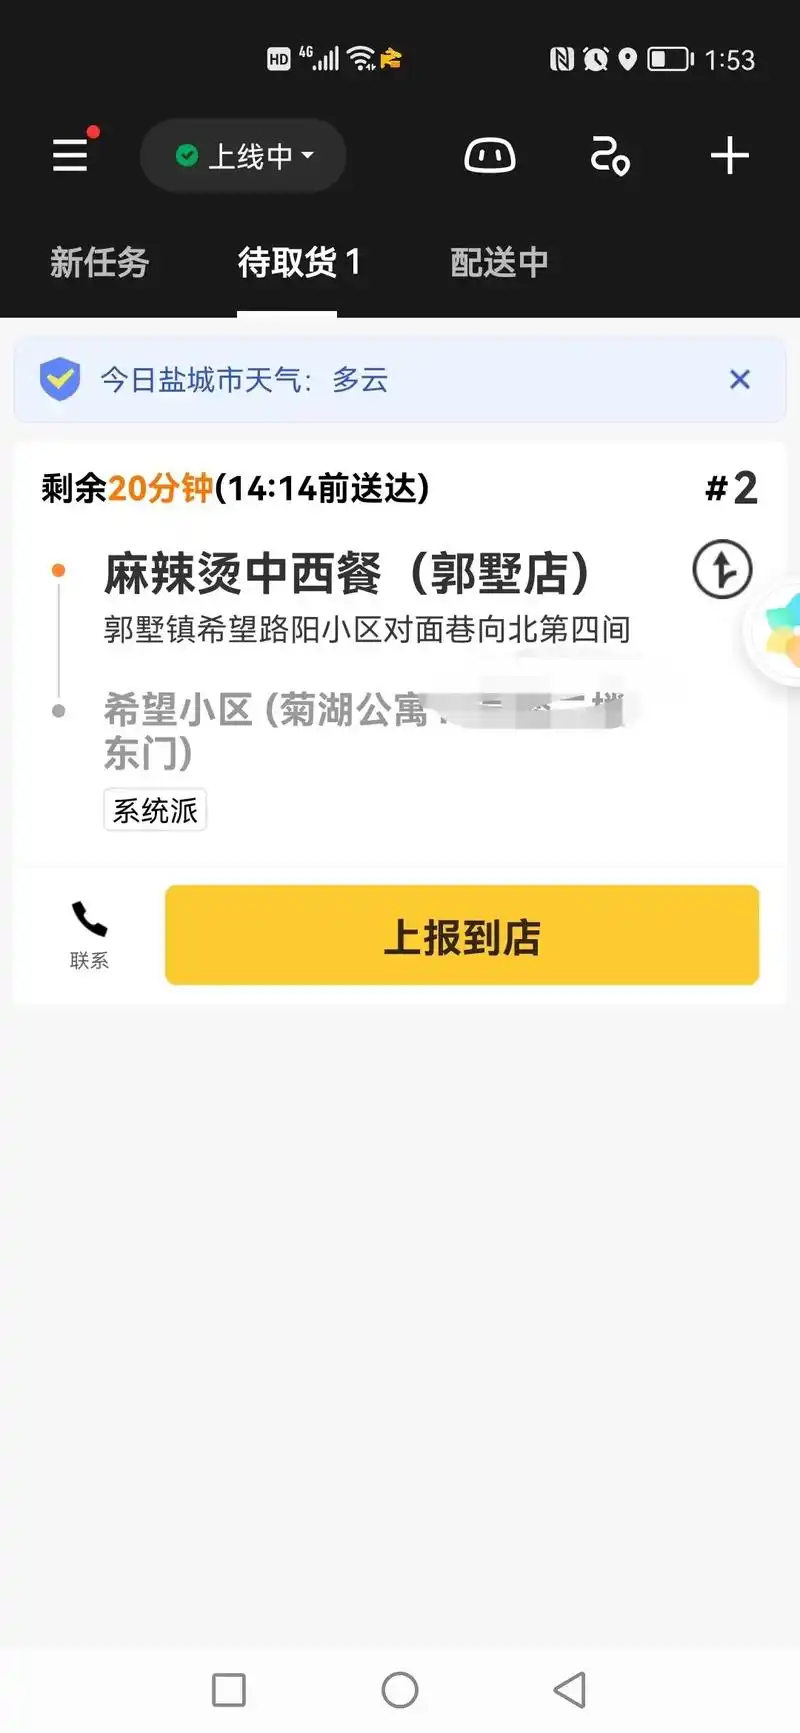 HD 4G 1:53
上线中
新任务 待取货 1 配送中
今日盐城市天气：多云
剩余20分钟(14:14前送达) #2
麻辣烫中西餐（郭墅店）
郭墅镇希望路阳小区对面巷向北第四间
希望小区 (菊湖公寓
东门)
系统派
联系
上报到店